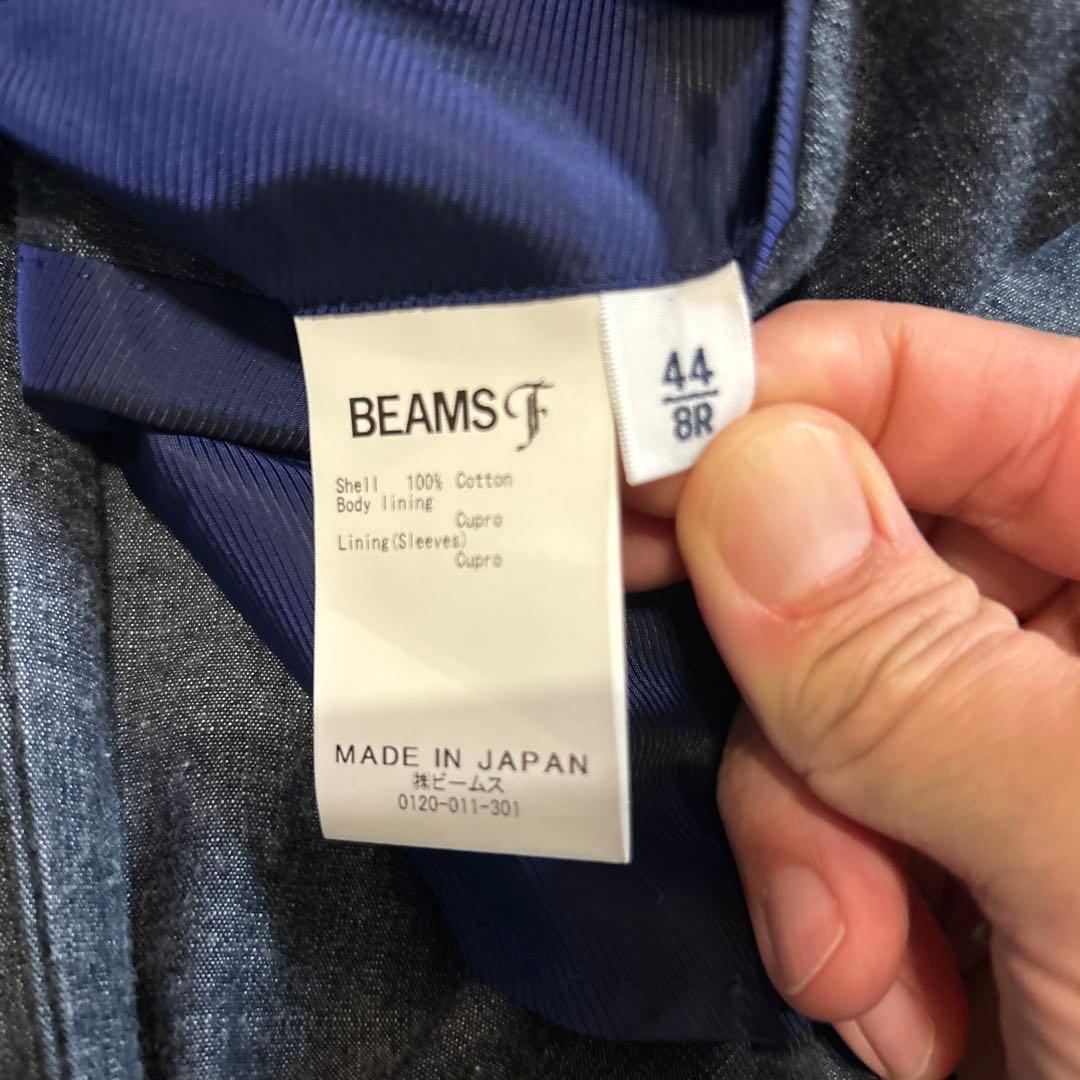 BEAMS F
Shell 100% Cotton
Body lining
Cupro
Lining(Sleeves)
Cupro
MADE IN JAPAN
㈱ビームス
0120-011-301
44
8R